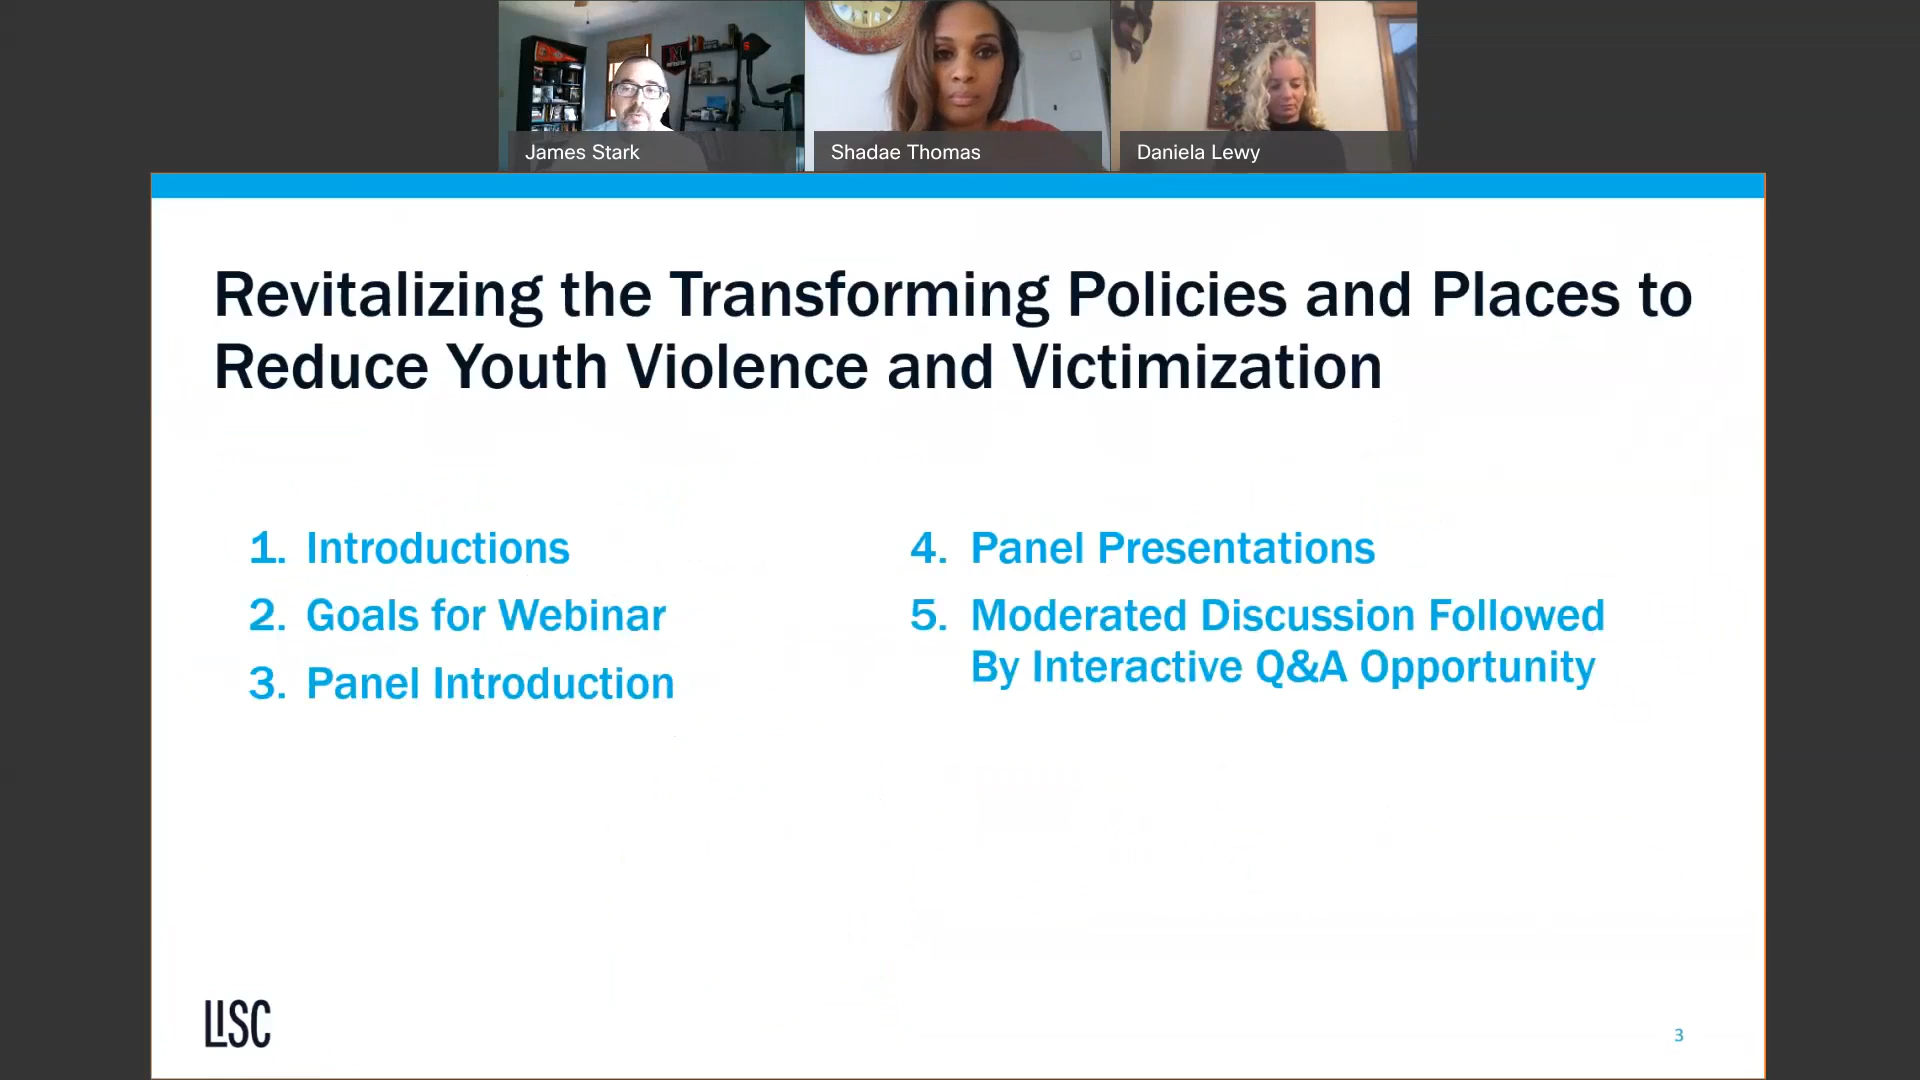 James Stark
Shadae Thomas
Daniela Lewy
Revitalizing the Transforming Policies and Places to
Reduce Youth Violence and Victimization
1. Introductions
2. Goals for Webinar
3. Panel Introduction
4. Panel Presentations
5. Moderated Discussion Followed
By Interactive Q&A Opportunity
LISC
3